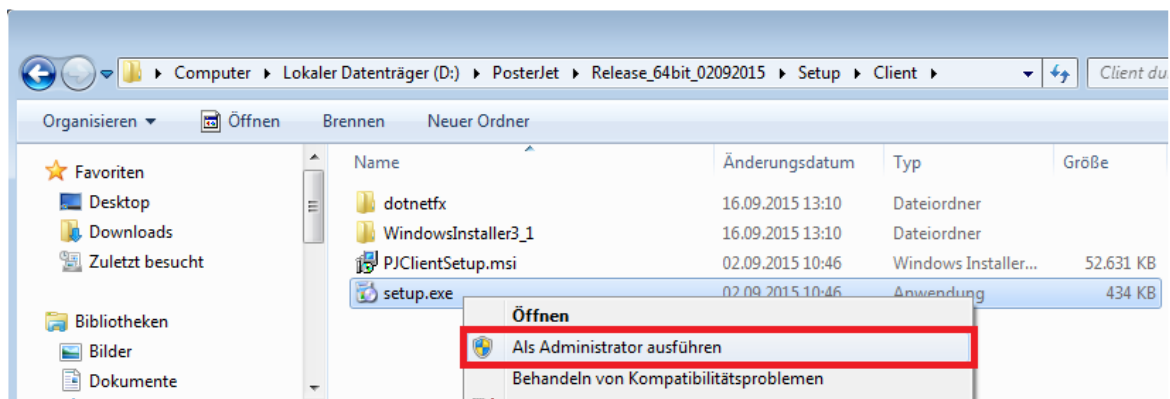 Computer Lokaler Datenträger (D:) PosterJet Release_64bit_02092015 Setup Client Client du
Organisieren Öffnen Brennen Neuer Ordner
Name Änderungsdatum Typ Größe
Favoriten
Desktop dotnetfx 16.09.2015 13:10 Dateiordner
Downloads WindowsInstaller3_1 16.09.2015 13:10 Dateiordner
Zuletzt besucht PJClientSetup.msi 02.09.2015 10:46 Windows Installer... 52.631 KB
setup.exe 02.09.2015 10:46 Anwendung 434 KB
Bibliotheken Öffnen
Bilder Als Administrator ausführen
Dokumente Behandeln von Kompatibilitätsproblemen